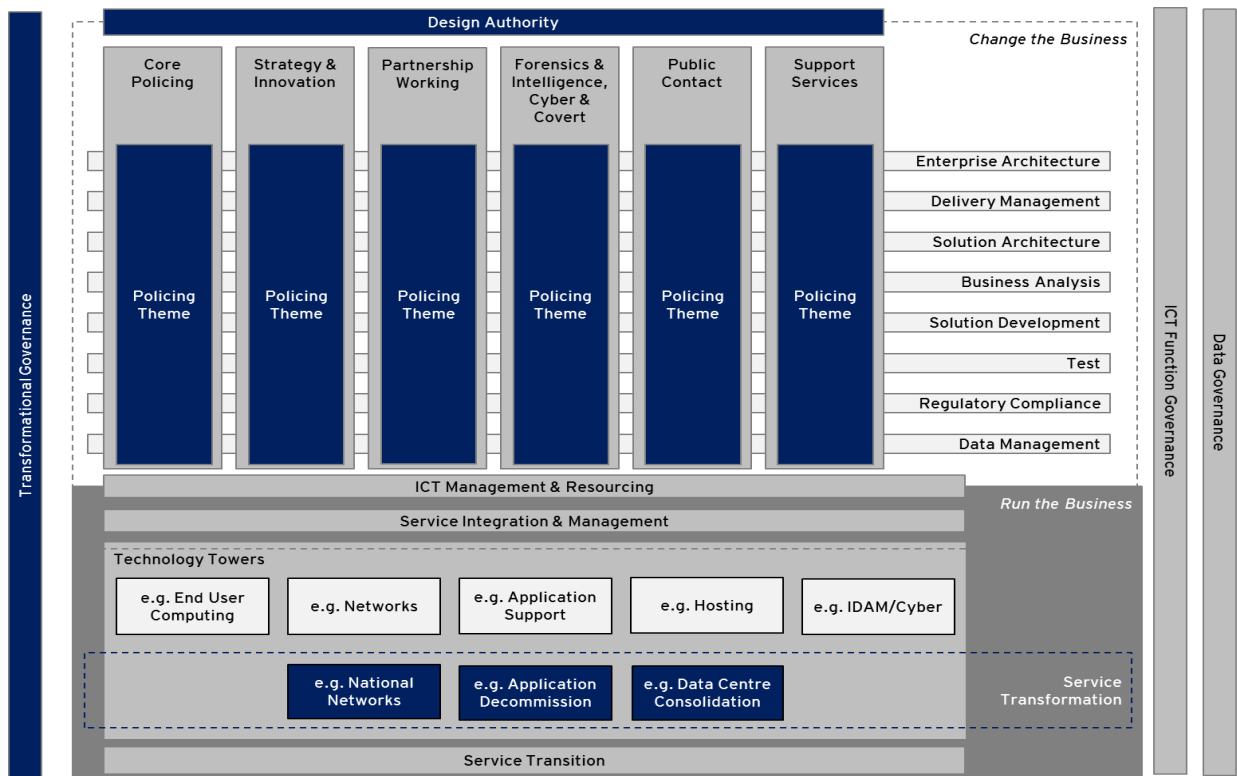 Design Authority
Change the Business
Core
Policing
Strategy &
Innovation
Partnership
Working
Forensics &
Intelligence,
Cyber &
Covert
Public
Contact
Support
Services
Enterprise Architecture
Delivery Management
Solution Architecture
Business Analysis
Solution Development
Test
Regulatory Compliance
Data Management
Policing
Theme
Policing
Theme
Policing
Theme
Policing
Theme
Policing
Theme
Policing
Theme
Transformational Governance
ICT Function Governance
Data Governance
ICT Management & Resourcing
Run the Business
Service Integration & Management
Technology Towers
e.g. End User
Computing
e.g. Networks
e.g. Application
Support
e.g. Hosting
e.g. IDAM/Cyber
e.g. National
Networks
e.g. Application
Decommission
e.g. Data Centre
Consolidation
Service
Transformation
Service Transition